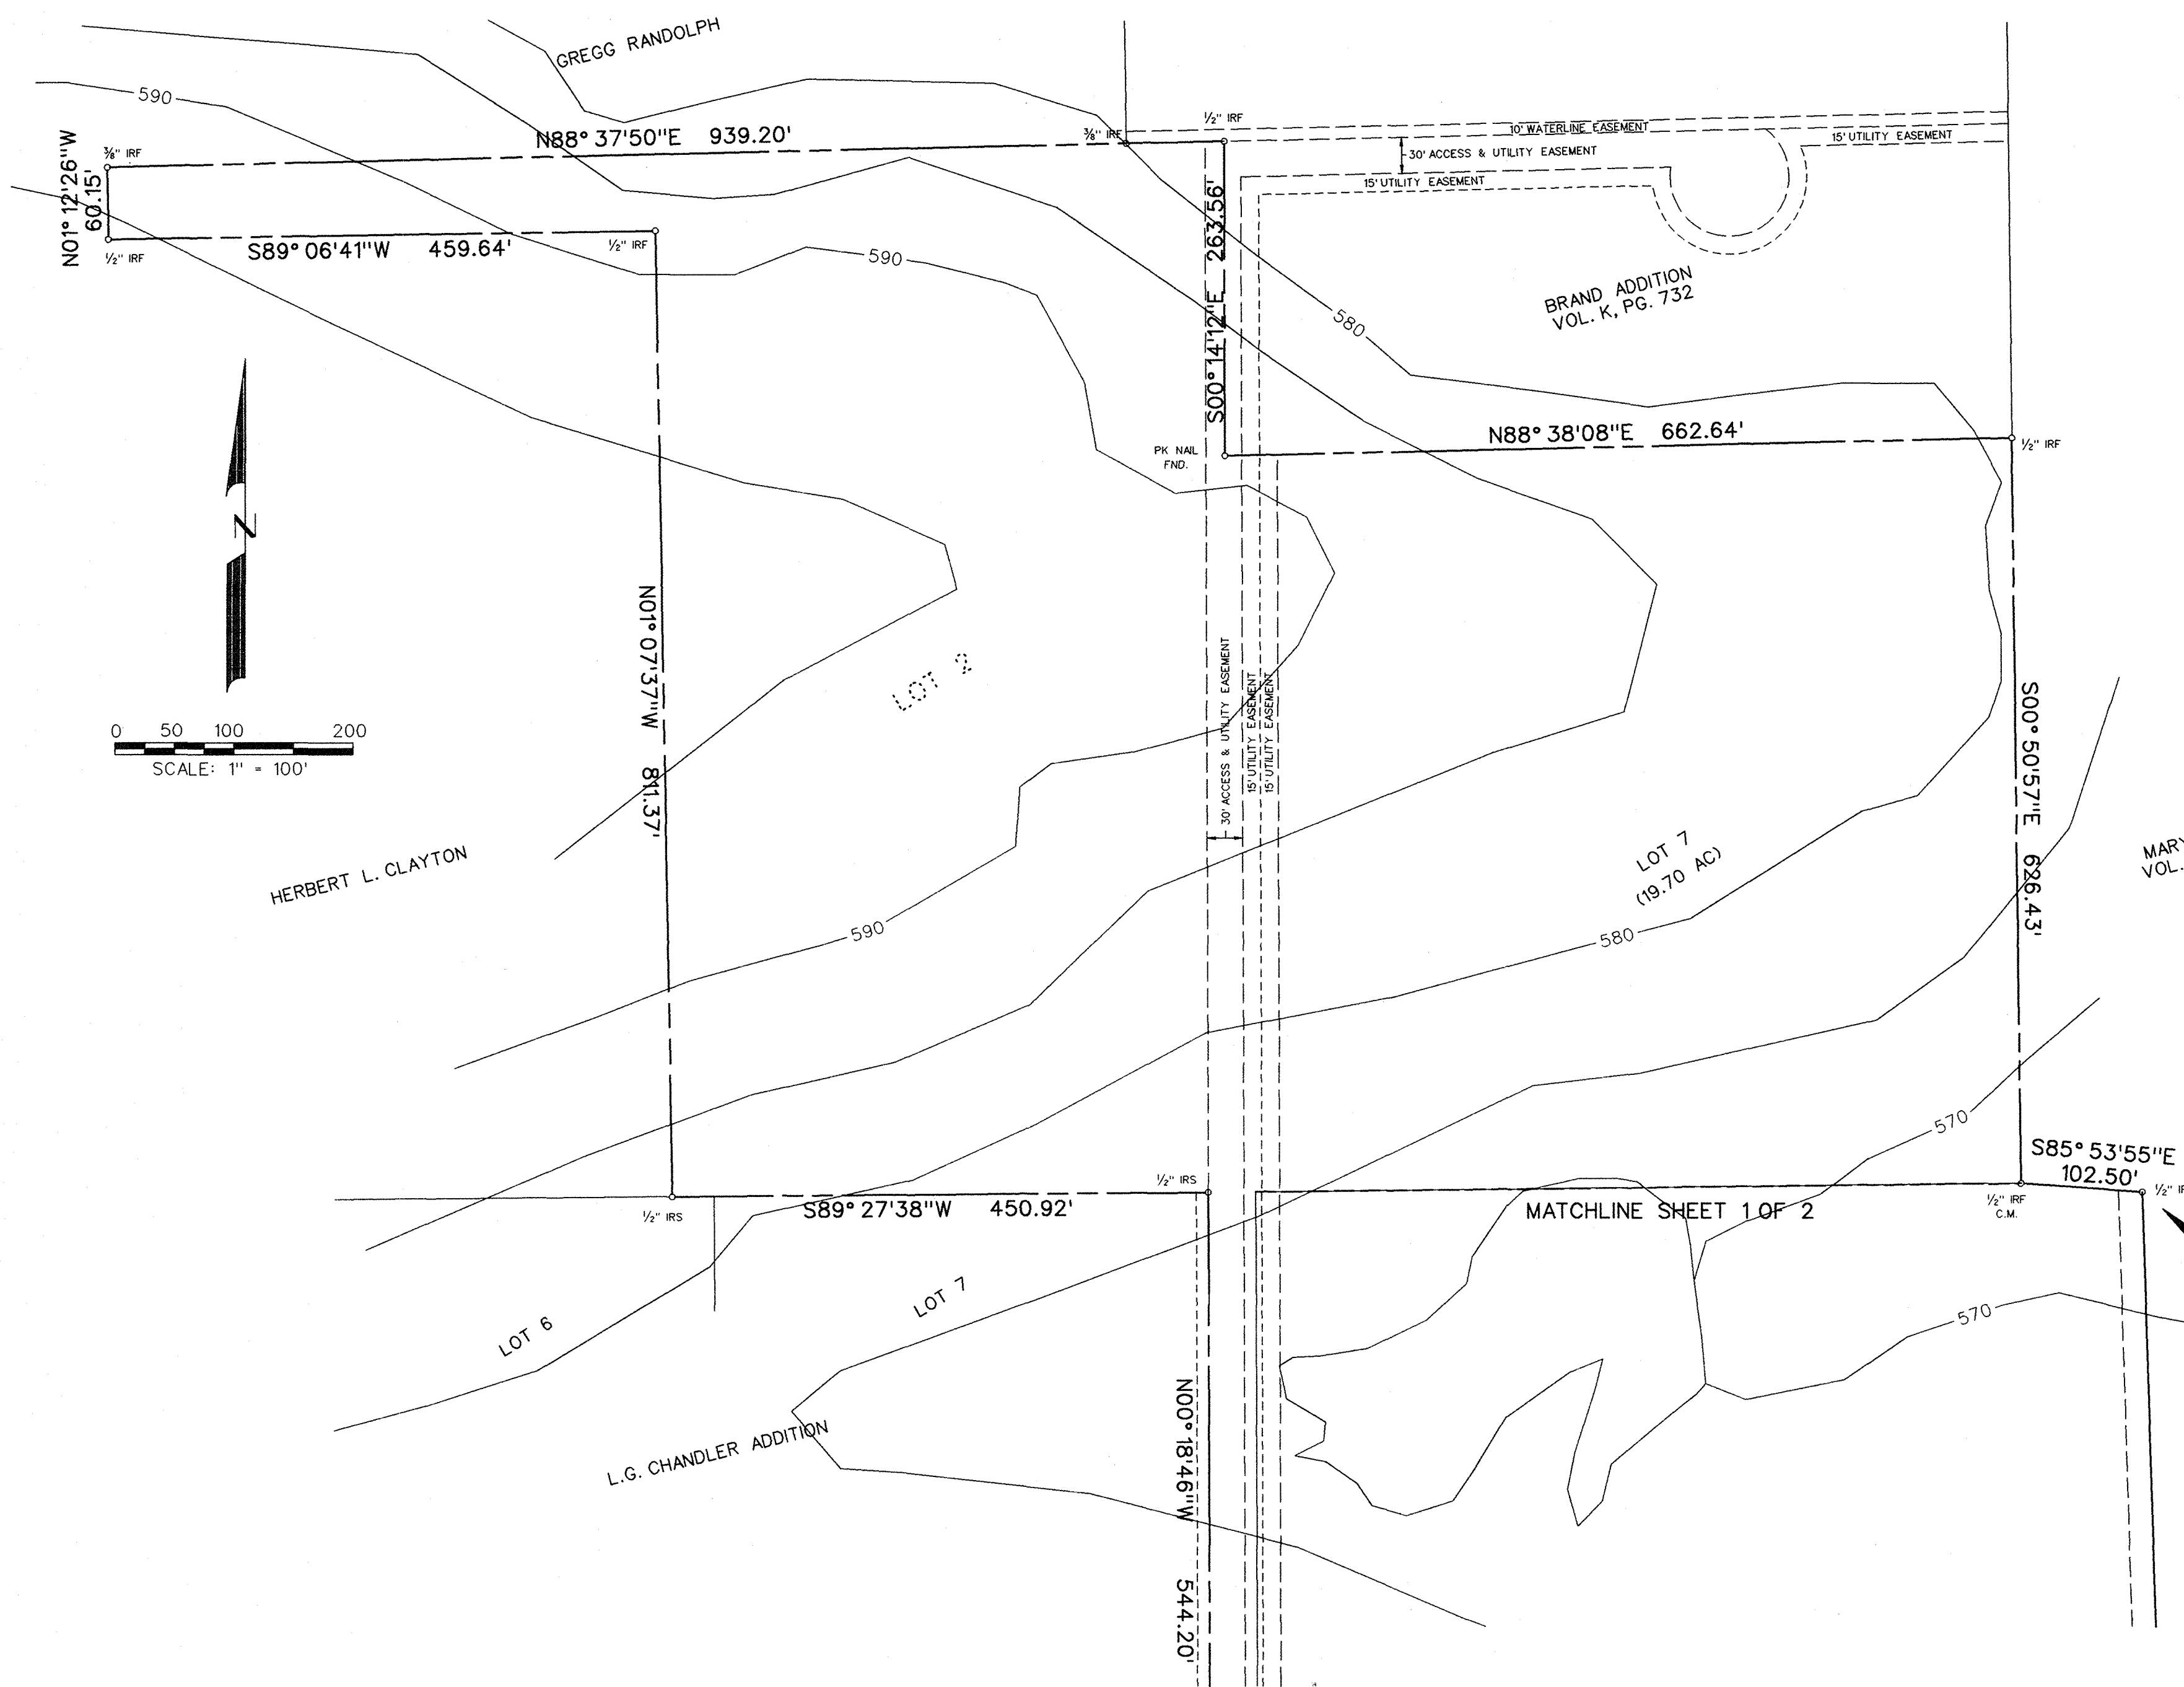 GREGG RANDOLPH
590
N88° 37'50"E 939.20'
⅜" IRF
½" IRF
10' WATERLINE EASEMENT
15' UTILITY EASEMENT
30' ACCESS & UTILITY EASEMENT
15' UTILITY EASEMENT
⅜" IRF
N01° 12'26"W
60.15'
½" IRF
S89° 06'41"W 459.64'
½" IRF
590
S00° 14'12"E 263.56'
580
BRAND ADDITION
VOL. K, PG. 732
N88° 38'08"E 662.64'
½" IRF
PK NAIL
FND.
N
0 50 100 200
SCALE: 1" = 100'
N01° 07'37"W 811.37'
LOT 2
30' ACCESS & UTILITY EASEMENT
15' UTILITY EASEMENT
15' UTILITY EASEMENT
S00° 50'57"E 626.43'
LOT 7
(19.70 AC)
MARY
VOL.
HERBERT L. CLAYTON
590
580
570
S85° 53'55"E
102.50'
½" IRS
½" IRS
S89° 27'38"W 450.92'
MATCHLINE SHEET 1 OF 2
½" IRF
C.M.
½" IF
LOT 6
LOT 7
570
L.G. CHANDLER ADDITION
N00° 18'46"W 544.20'